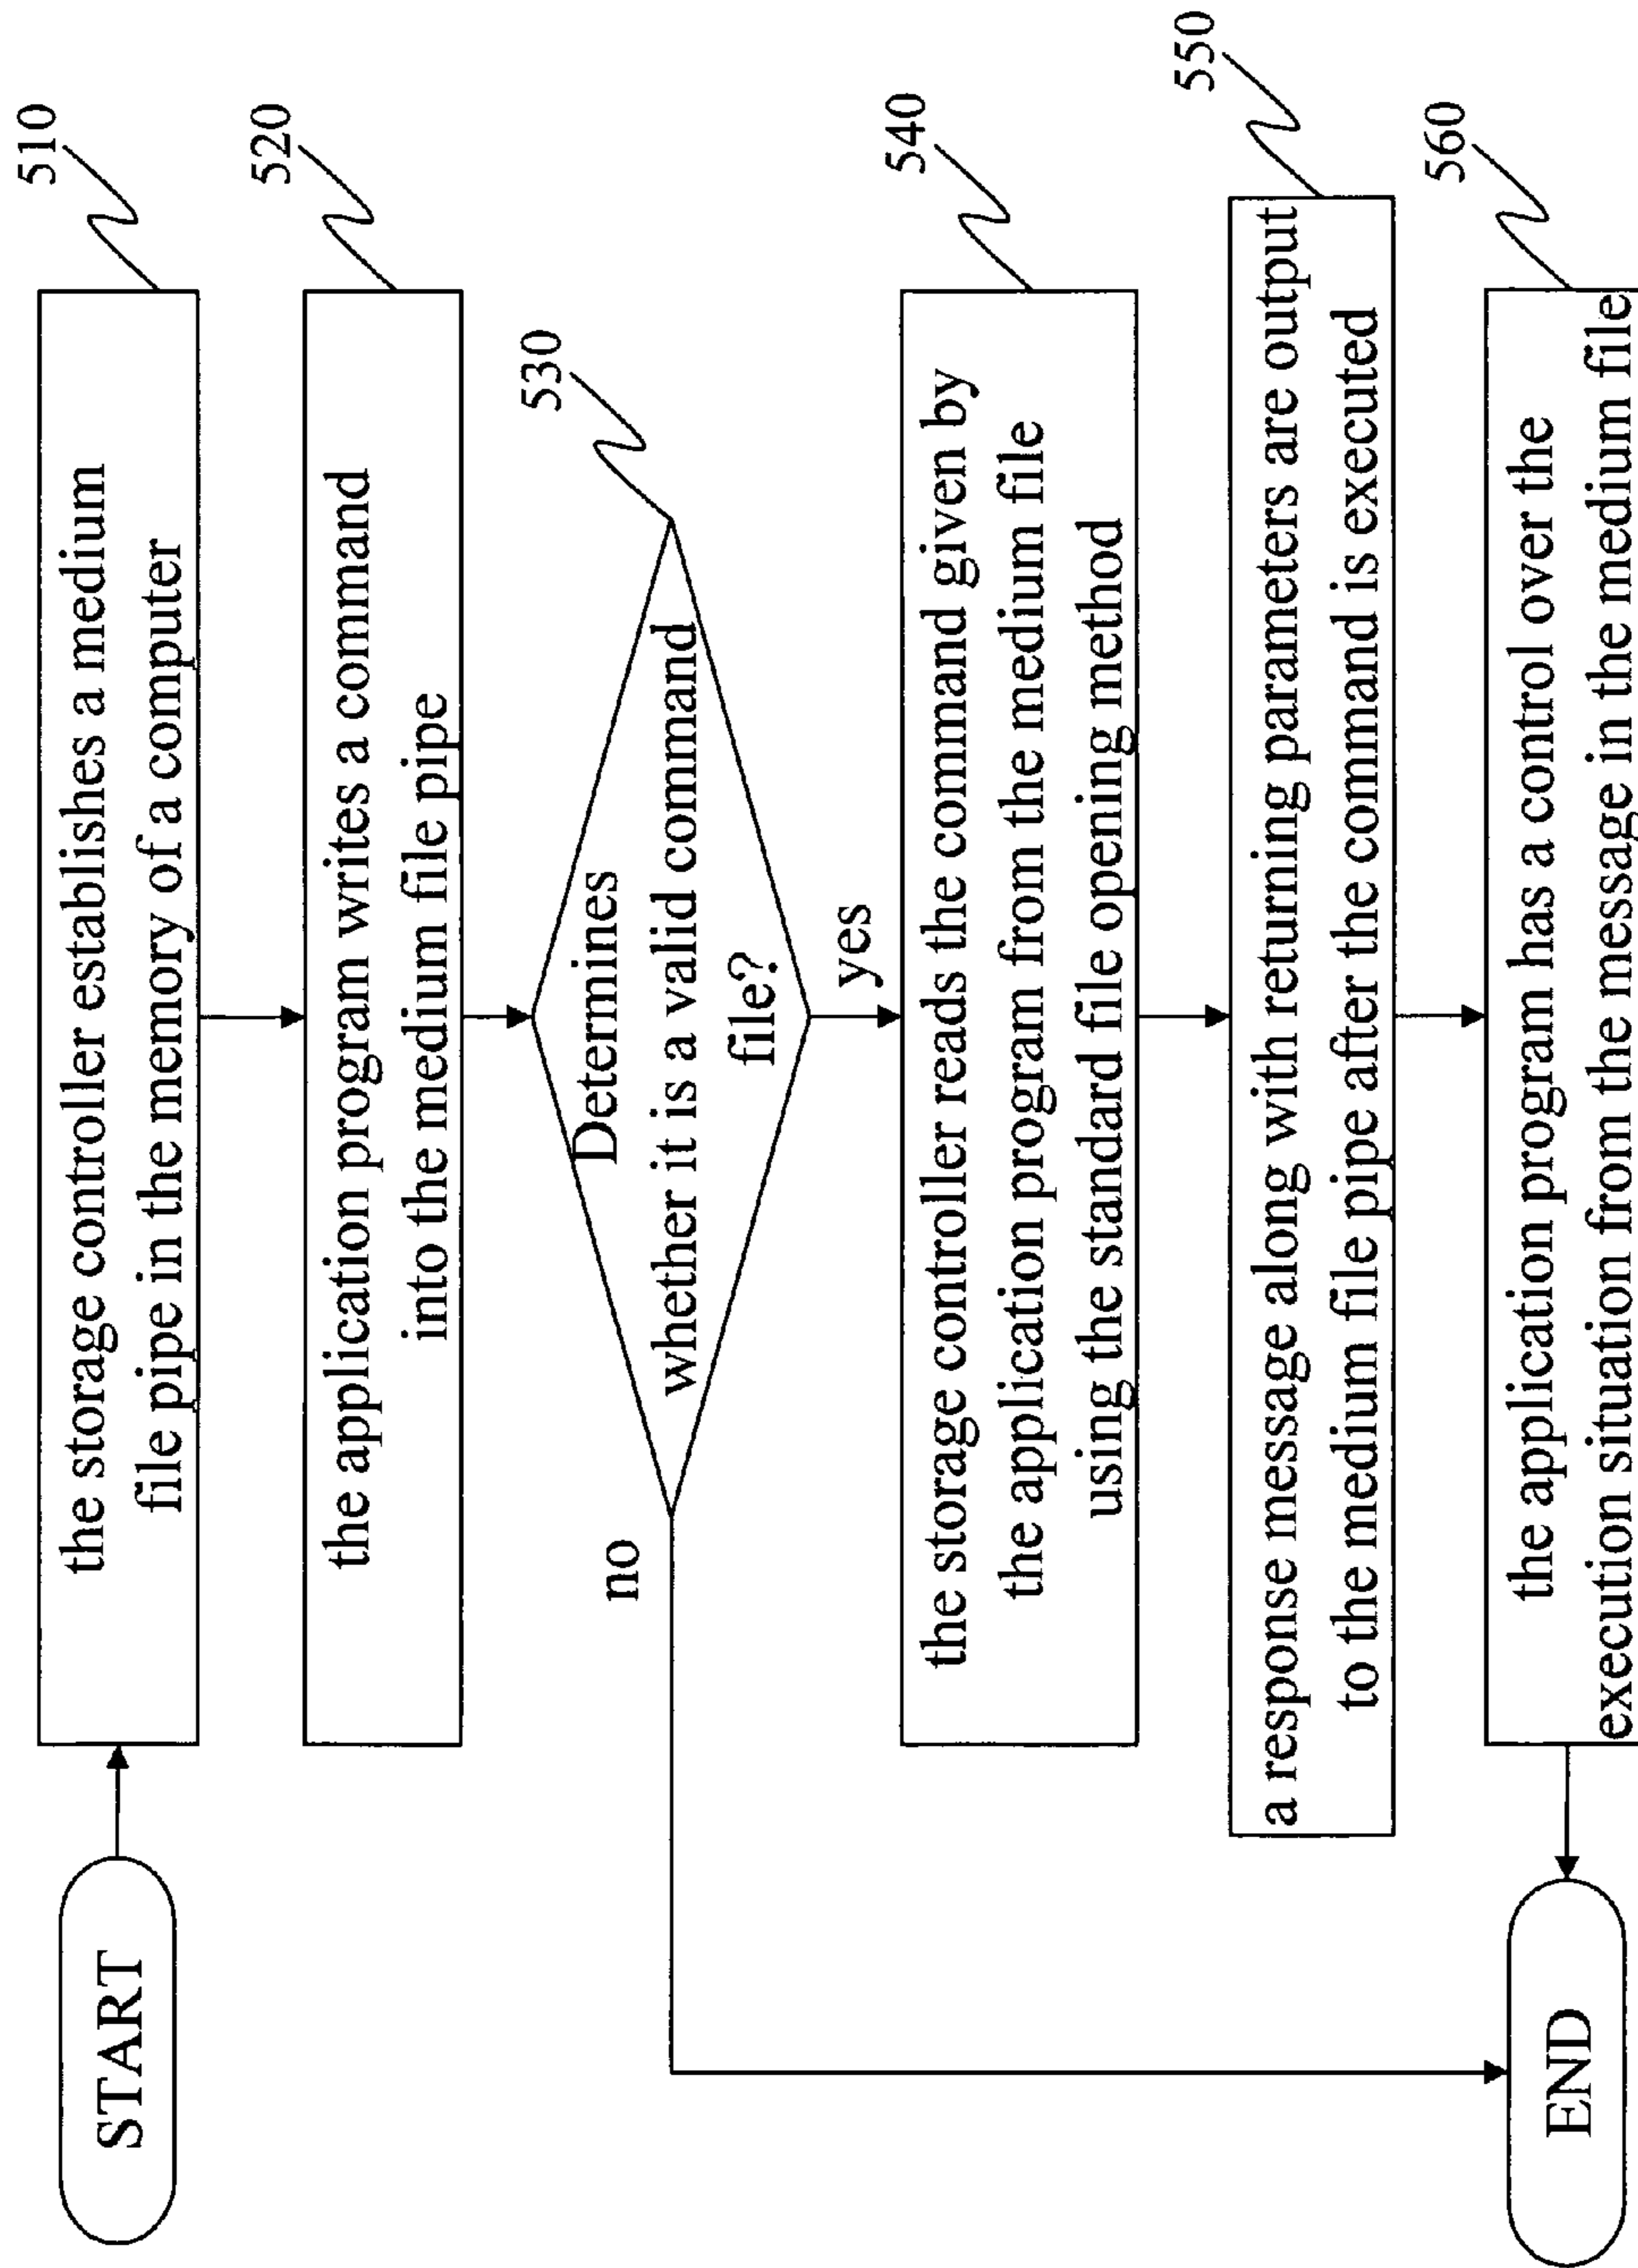 START
510
the storage controller establishes a medium
file pipe in the memory of a computer
520
the application program writes a command
into the medium file pipe
530
Determines
whether it is a valid command
file?
no
yes
540
the storage controller reads the command given by
the application program from the medium file
using the standard file opening method
550
a response message along with returning parameters are output
to the medium file pipe after the command is executed
560
the application program has a control over the
execution situation from the message in the medium file
END